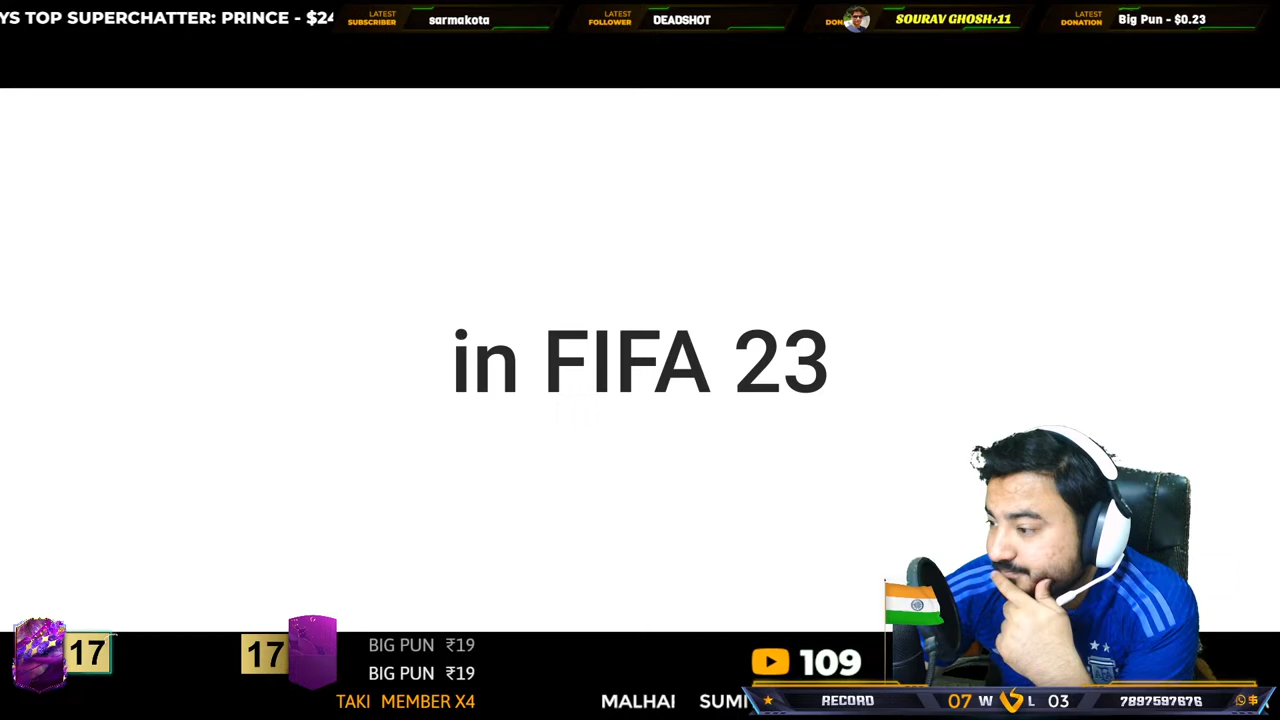 YS TOP SUPERCHATTER: PRINCE - $24
LATEST SUBSCRIBER sarmakota
LATEST FOLLOWER DEADSHOT
DON SOURAV GHOSH+11
LATEST DONATION Big Pun - $0.23
in FIFA 23
17
17
BIG PUN ₹19
BIG PUN ₹19
TAKI MEMBER X4
MALHAI SUMI
109
RECORD 07 W L 03 7897597676